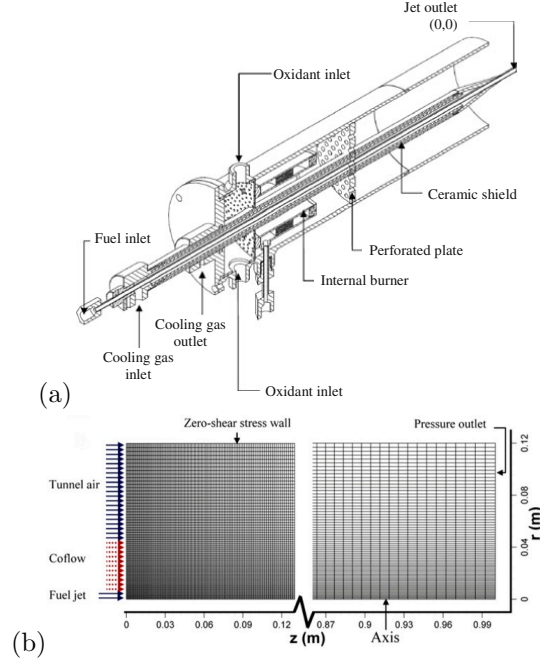 Jet outlet
(0,0)
Oxidant inlet
Ceramic shield
Fuel inlet
Perforated plate
Internal burner
Cooling gas
outlet
Cooling gas
inlet
Oxidant inlet
(a)
Zero-shear stress wall
Pressure outlet
Tunnel air
Coflow
Fuel jet
0.12
0.08
0.04
0
r (m)
0 0.03 0.06 0.09 0.12 0.87 0.9 0.93 0.96 0.99
z (m)
Axis
(b)